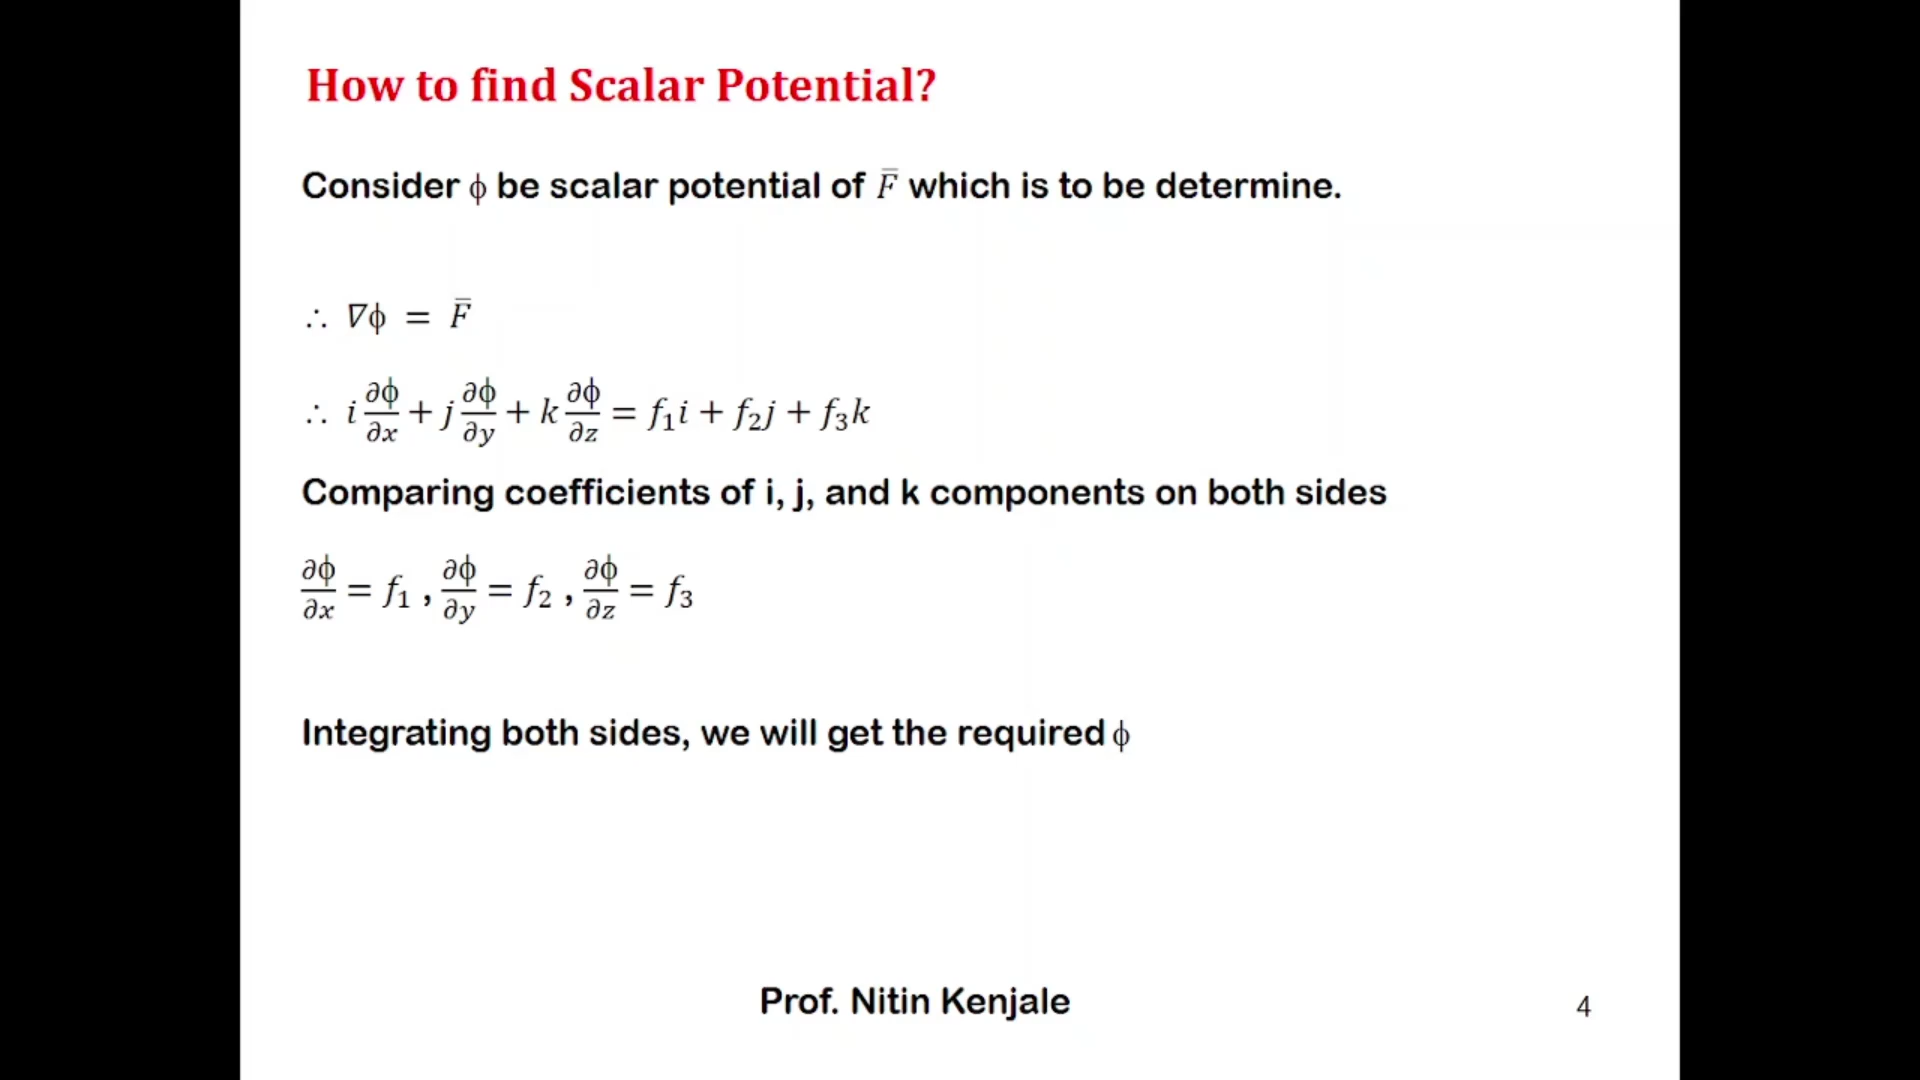 How to find Scalar Potential?
Consider ϕ be scalar potential of F̅ which is to be determine.
∴ ∇ϕ = F̅
∴ i ∂ϕ/∂x + j ∂ϕ/∂y + k ∂ϕ/∂z = f₁i + f₂j + f₃k
Comparing coefficients of i, j, and k components on both sides
∂ϕ/∂x = f₁ , ∂ϕ/∂y = f₂ , ∂ϕ/∂z = f₃
Integrating both sides, we will get the required ϕ
Prof. Nitin Kenjale
4